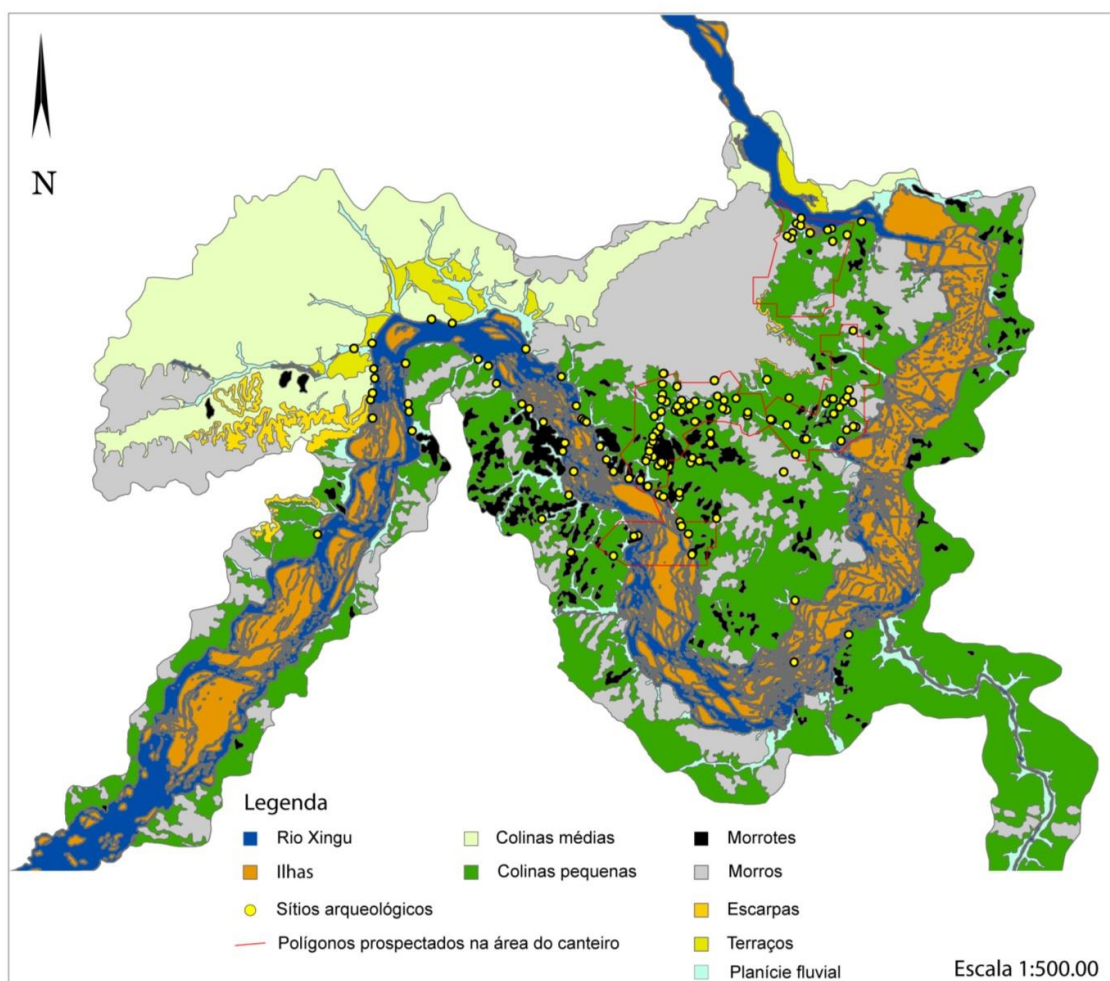 N
Legenda
Rio Xingu
Ilhas
Sítios arqueológicos
Polígonos prospectados na área do canteiro
Colinas médias
Colinas pequenas
Morrotes
Morros
Escarpas
Terraços
Planície fluvial
Escala 1:500.00